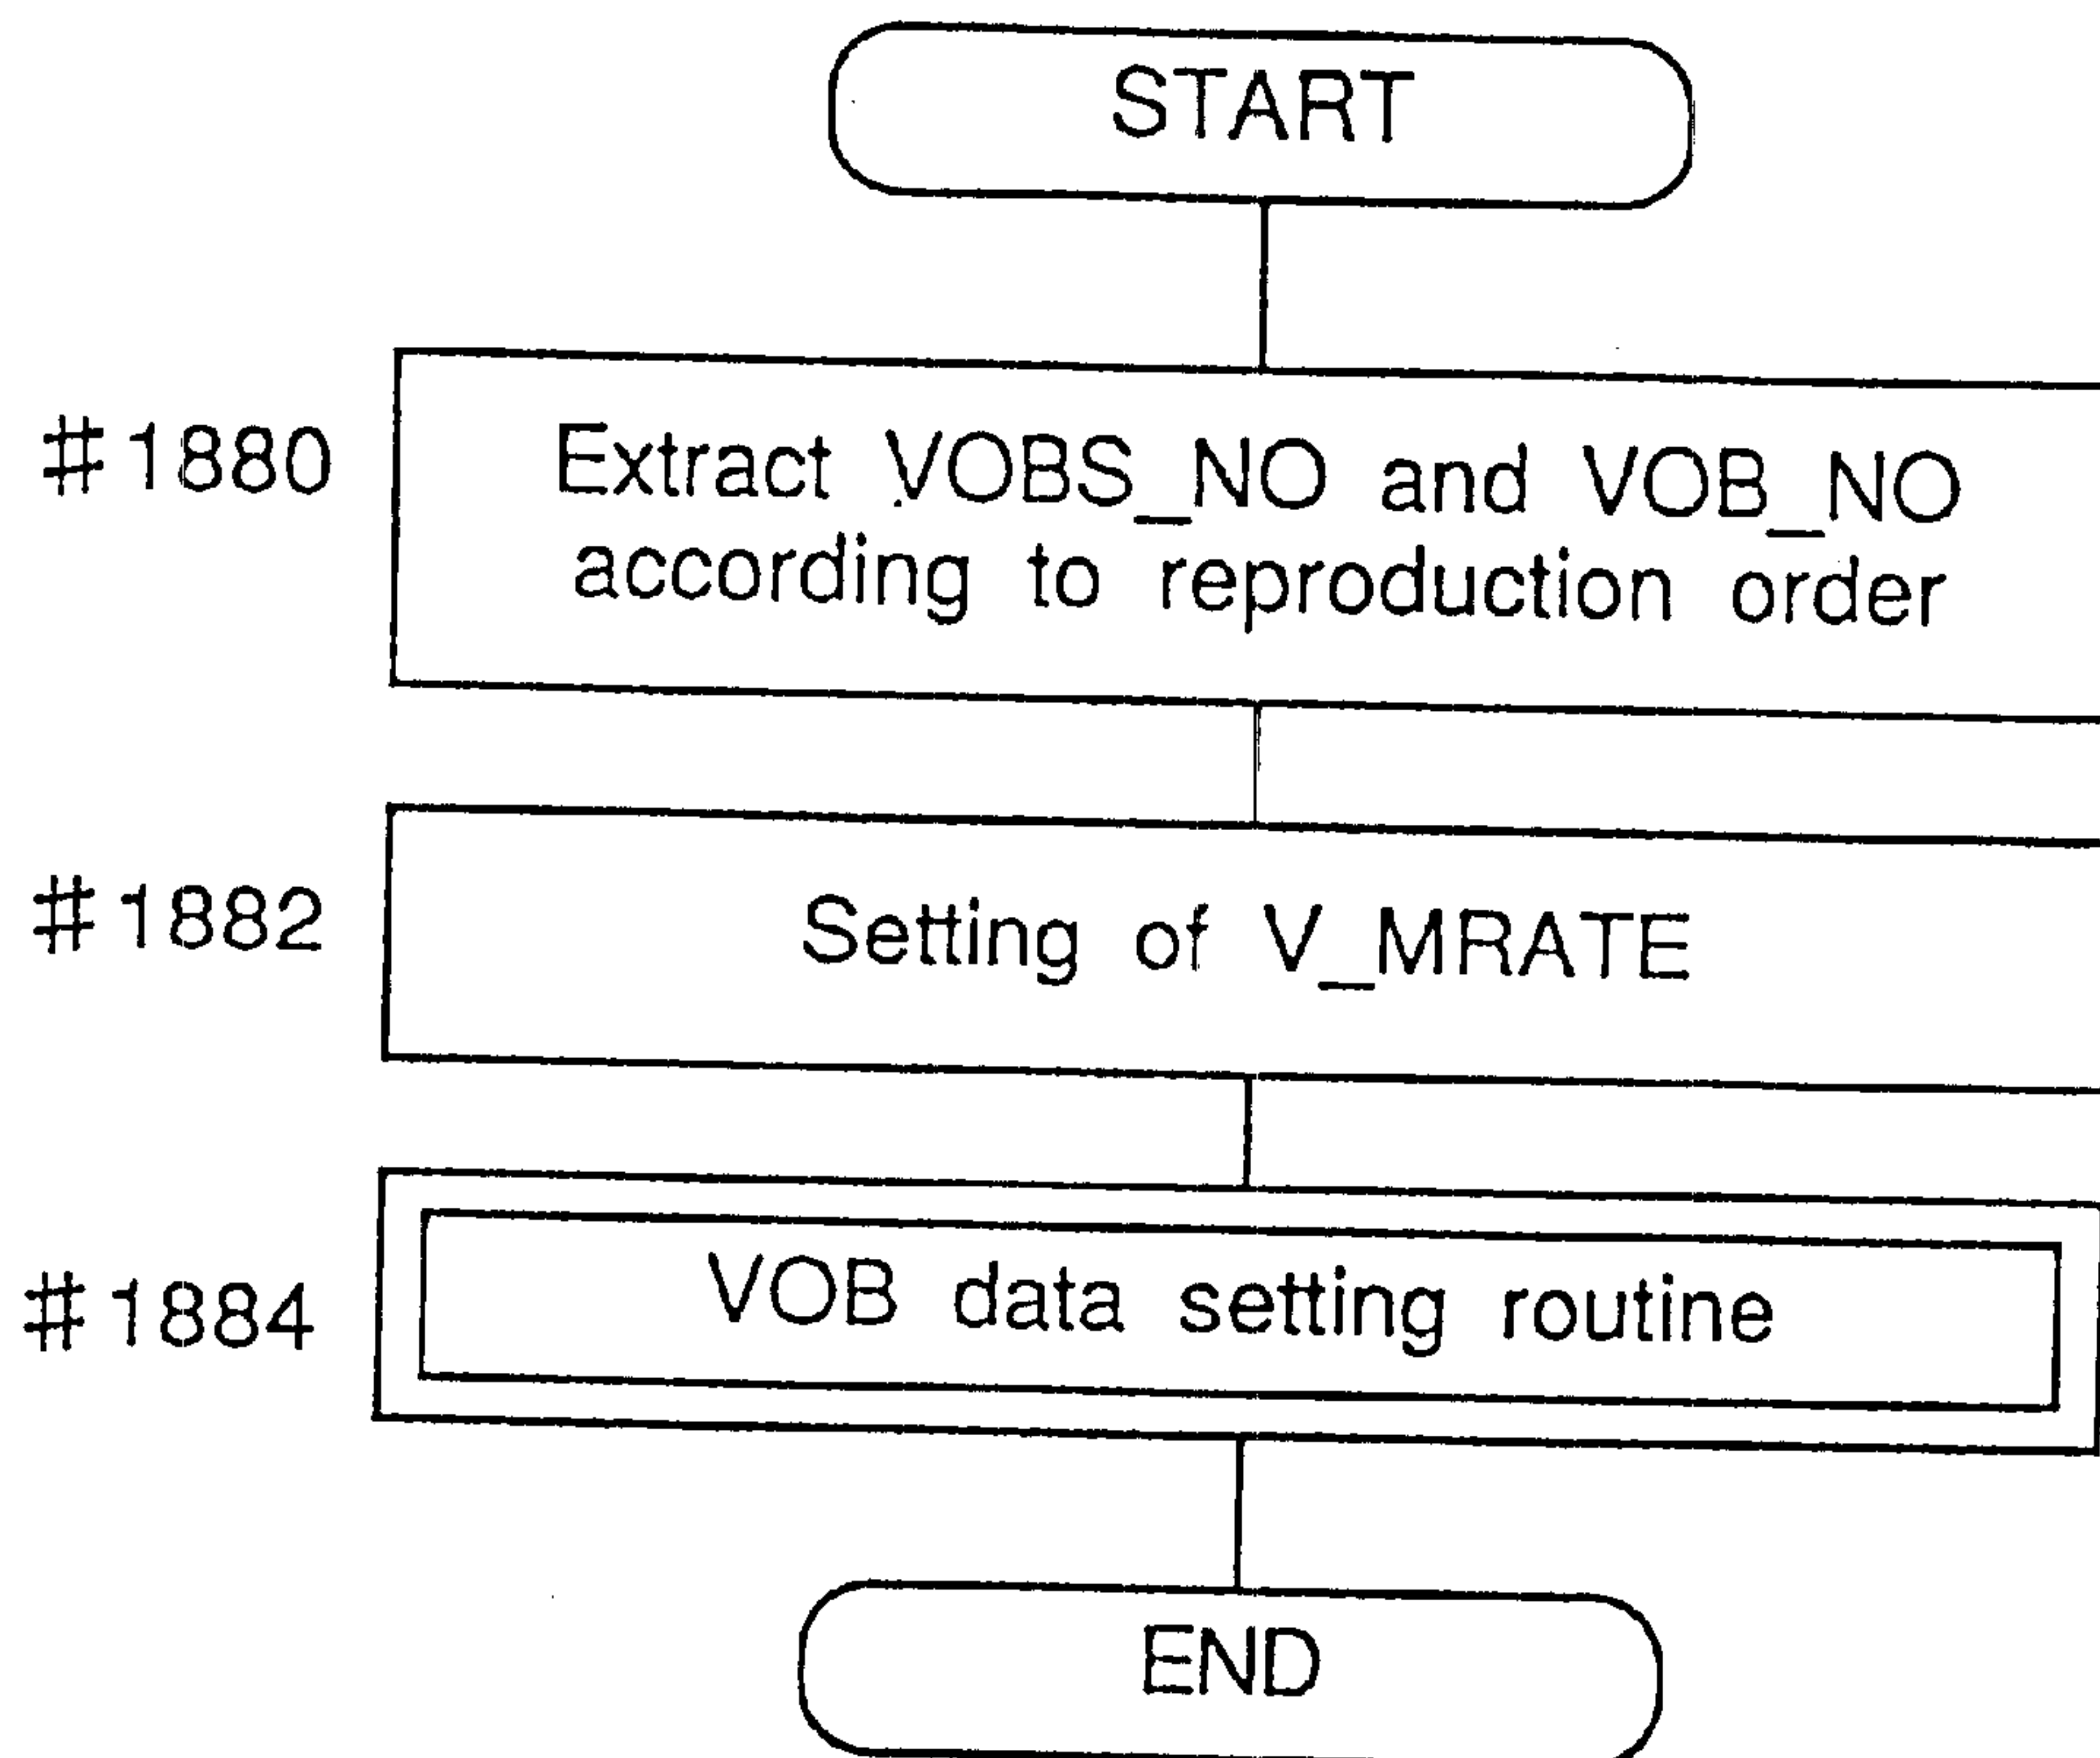 START
#1880
Extract VOBS_NO and VOB_NO
according to reproduction order
#1882
Setting of V_MRATE
#1884
VOB data setting routine
END